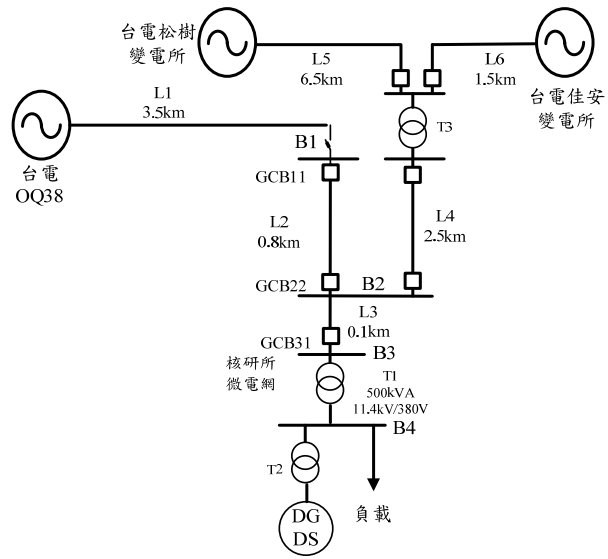 台電松樹
變電所
L5
6.5km
L6
1.5km
台電佳安
變電所
L1
3.5km
台電
OQ38
B1
T3
GCB11
L2
0.8km
L4
2.5km
GCB22
B2
L3
0.1km
GCB31
B3
核研所
微電網
T1
500kVA
11.4kV/380V
B4
T2
DG
DS
負載